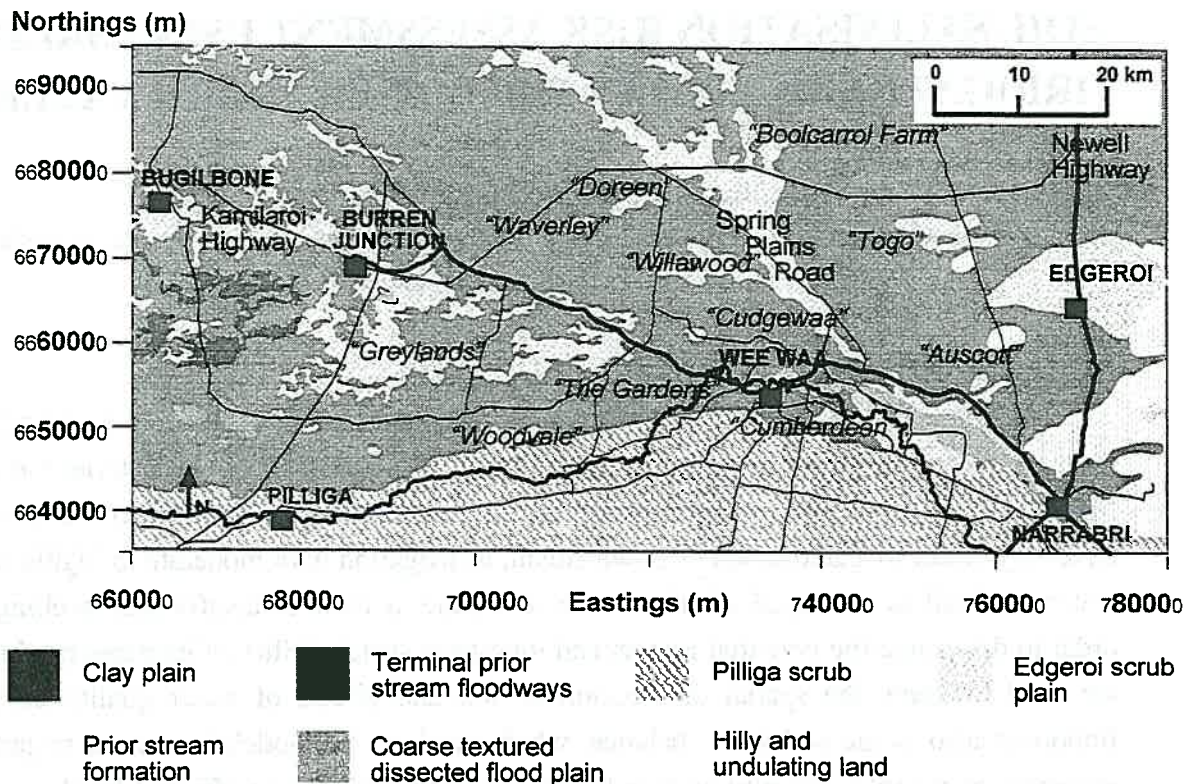 Northings (m)
6690000
6680000
6670000
6660000
6650000
6640000
0 10 20 km
"Boolcarrol Farm"
Newell
Highway
BUGILBONE
"Doreen"
Kamilaroi
Highway
BURREN
JUNCTION
"Waverley"
Spring
Plains
Road
"Togo"
"Willawood"
EDGEROI
"Cudgewaa"
"Greylands"
WEE WAA
"Auscott"
"The Gardens"
"Woodvale"
"Cumberdeen"
PILLIGA
N
NARRABRI
660000 680000 700000 Eastings (m) 740000 760000 780000
Clay plain
Terminal prior
stream floodways
Pilliga scrub
Edgeroi scrub
plain
Prior stream
formation
Coarse textured
dissected flood plain
Hilly and
undulating land